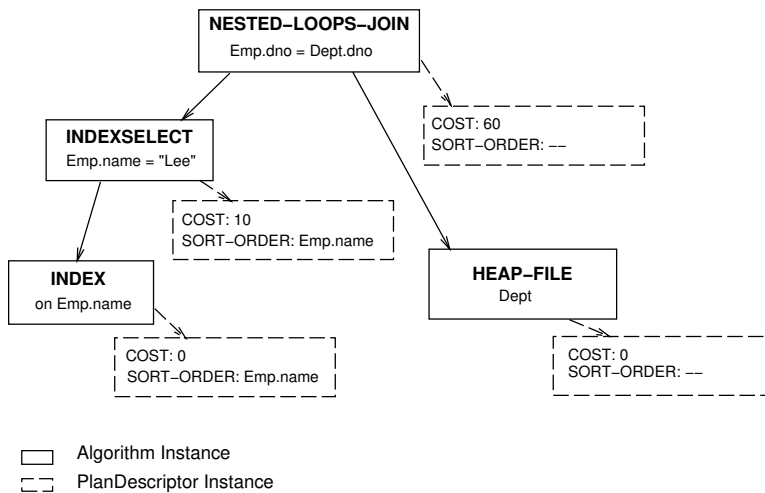 NESTED−LOOPS−JOIN
Emp.dno = Dept.dno
COST: 60
SORT−ORDER: −−
INDEXSELECT
Emp.name = "Lee"
COST: 10
SORT−ORDER: Emp.name
INDEX
on Emp.name
HEAP−FILE
Dept
COST: 0
SORT−ORDER: Emp.name
COST: 0
SORT−ORDER: −−
Algorithm Instance
PlanDescriptor Instance